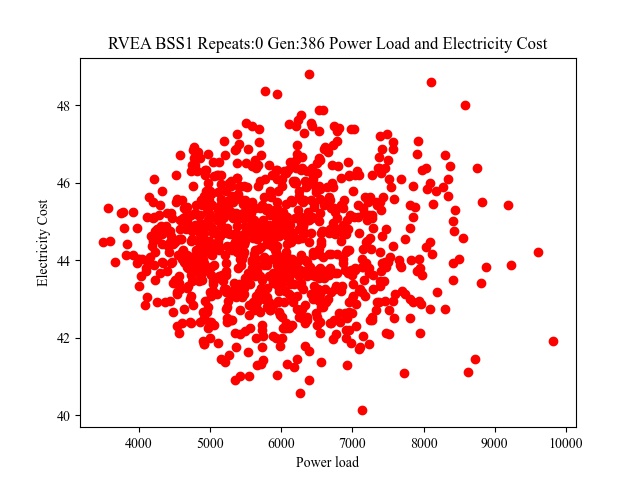 RVEA BSS1 Repeats:0 Gen:386 Power Load and Electricity Cost
48
46
44
42
40
Electricity Cost
4000 5000 6000 7000 8000 9000 10000
Power load